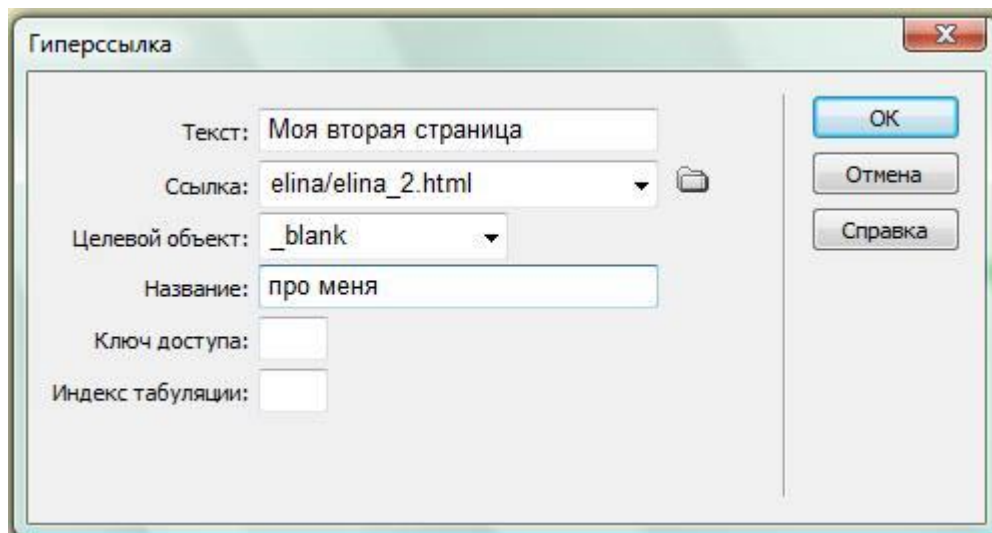 Гиперссылка
Текст: Моя вторая страница
Ссылка: elina/elina_2.html
Целевой объект: _blank
Название: про меня
Ключ доступа:
Индекс табуляции:
ОК
Отмена
Справка